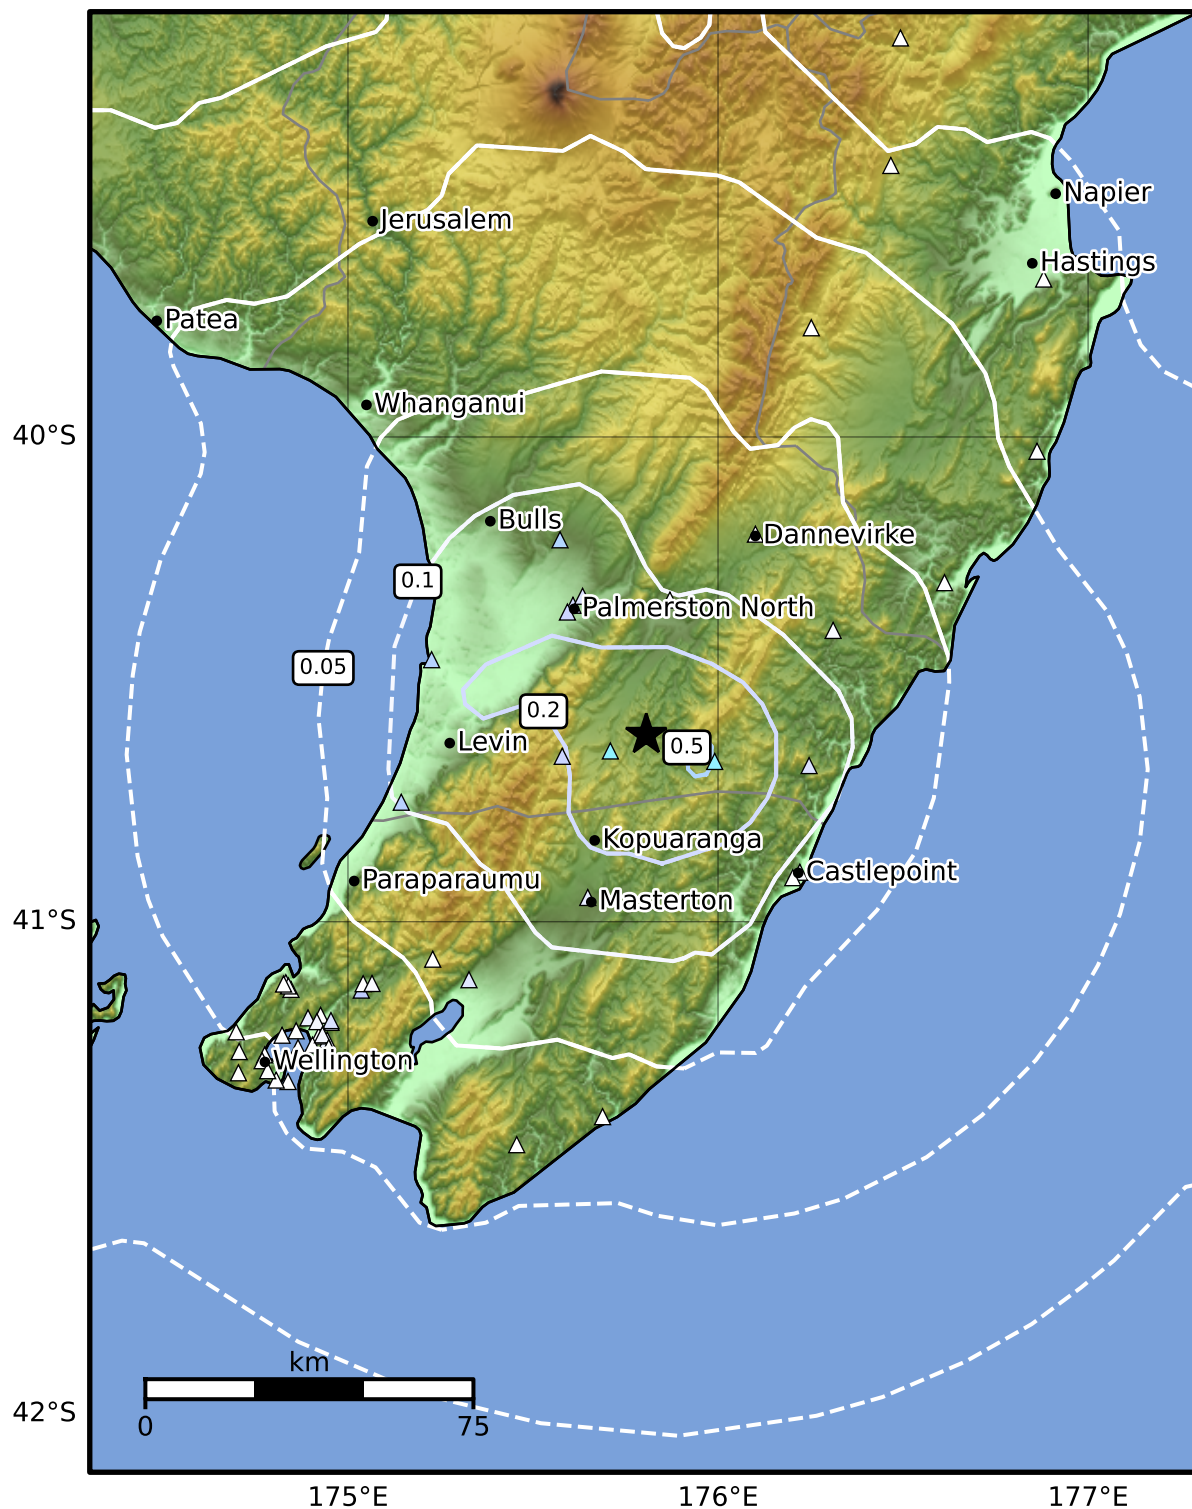 Napier
Jerusalem
Hastings
Patea
Whanganui
40°S
Bulls
Dannevirke
0.1
Palmerston North
0.05
0.2
Levin
0.5
Kopuaranga
Castlepoint
Paraparaumu
Masterton
41°S
Wellington
km
42°S
0
75
175°E
176°E
177°E